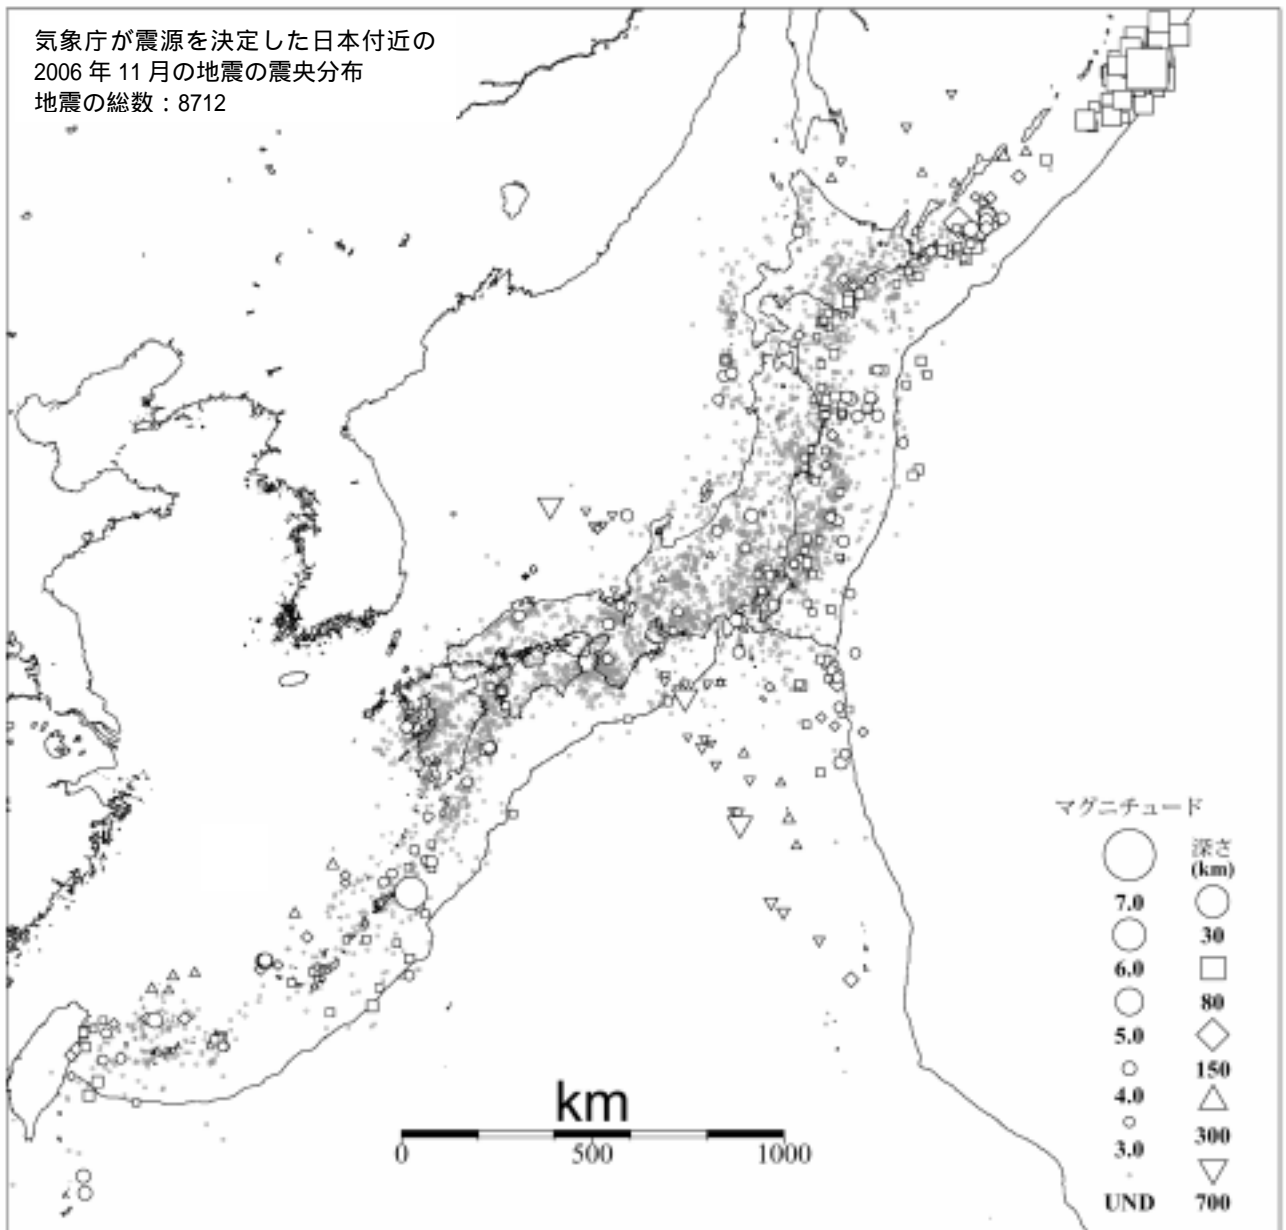 気象庁が震源を決定した日本付近の
2006 年 11 月の地震の震央分布
地震の総数：8712
マグニチュード
深さ
(km)
7.0
30
6.0
80
5.0
150
4.0
300
3.0
UND 700
km
0 500 1000